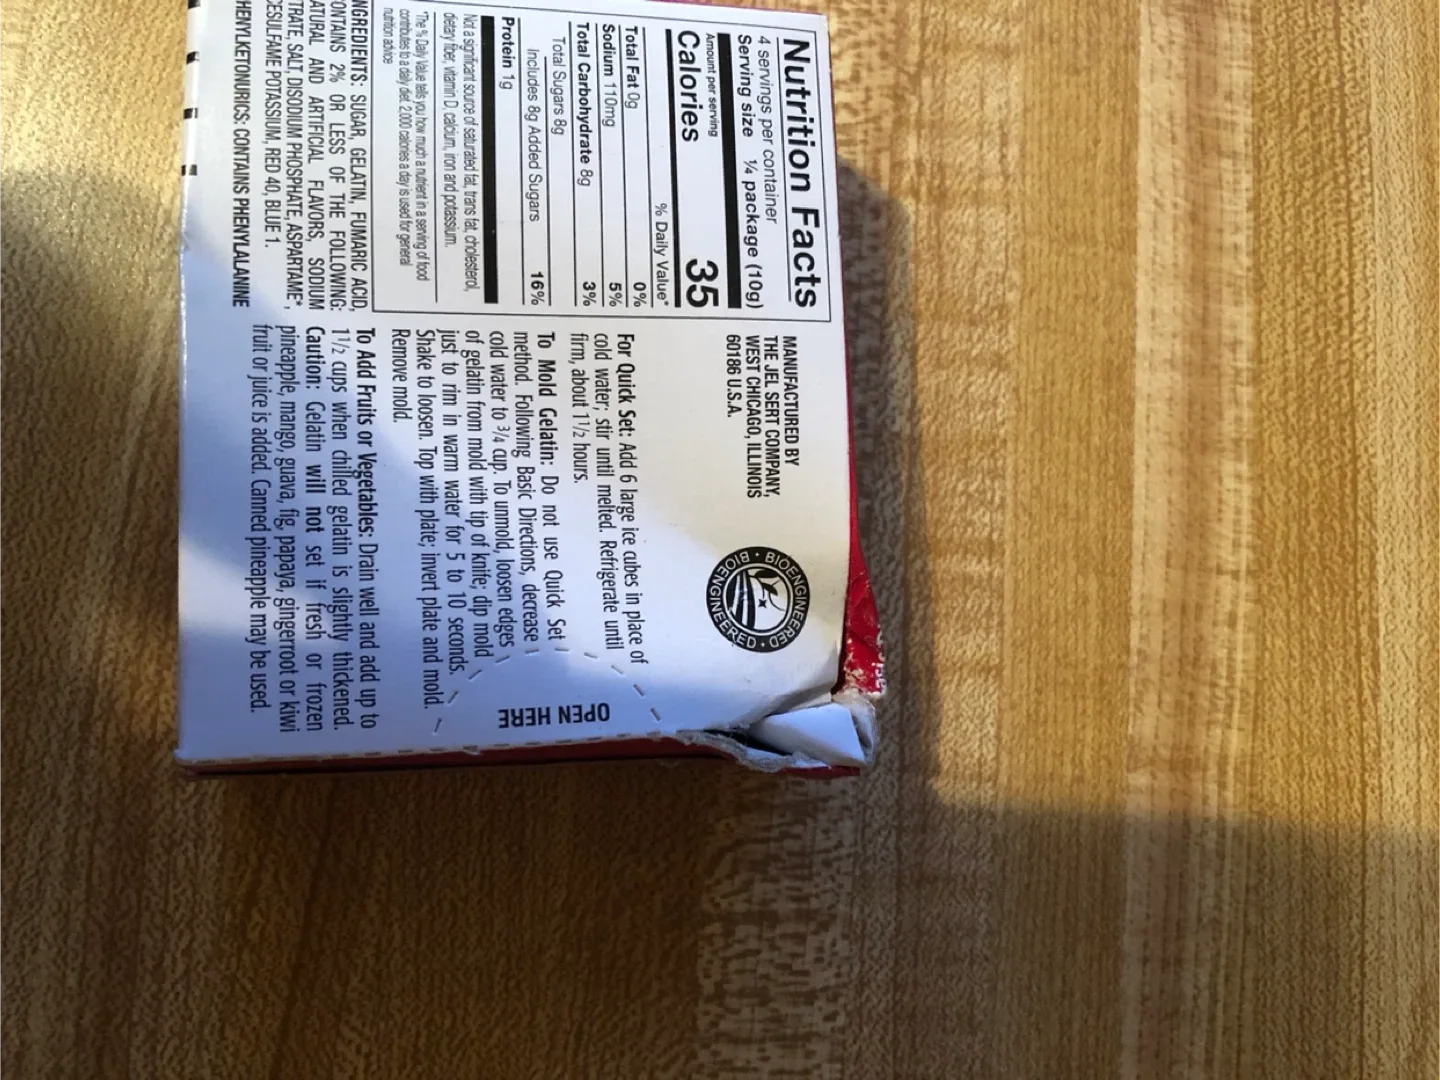 Nutrition Facts
4 servings per container
Serving size ¼ package (10g)
Amount per serving
Calories 35
% Daily Value*
Total Fat 0g 0%
Sodium 110mg 5%
Total Carbohydrate 8g 3%
Total Sugars 8g
Includes 8g Added Sugars 16%
Protein 1g
Not a significant source of saturated fat, trans fat, cholesterol,
dietary fiber, vitamin D, calcium, iron and potassium.
*The % Daily Value tells you how much a nutrient in a serving of food
contributes to a daily diet. 2,000 calories a day is used for general
nutrition advice.
NGREDIENTS: SUGAR, GELATIN, FUMARIC ACID,
ONTAINS 2% OR LESS OF THE FOLLOWING:
ATURAL AND ARTIFICIAL FLAVORS, SODIUM
TRATE, SALT, DISODIUM PHOSPHATE, ASPARTAME*,
CESULFAME POTASSIUM, RED 40, BLUE 1.
HENYLKETONURICS: CONTAINS PHENYLALANINE
MANUFACTURED BY
THE JEL SERT COMPANY,
WEST CHICAGO, ILLINOIS
60186 U.S.A.
BIOENGINEERED • BIOENGINEERED •
For Quick Set: Add 6 large ice cubes in place of
cold water; stir until melted. Refrigerate until
firm, about 1 1/2 hours.
To Mold Gelatin: Do not use Quick Set
method. Following Basic Directions, decrease
cold water to 3/4 cup. To unmold, loosen edges
of gelatin from mold with tip of knife; dip mold
just to rim in warm water for 5 to 10 seconds.
Shake to loosen. Top with plate; invert plate and mold.
Remove mold.
To Add Fruits or Vegetables: Drain well and add up to
1 1/2 cups when chilled gelatin is slightly thickened.
Caution: Gelatin will not set if fresh or frozen
pineapple, mango, guava, fig, papaya, gingerroot or kiwi
fruit or juice is added. Canned pineapple may be used.
OPEN HERE